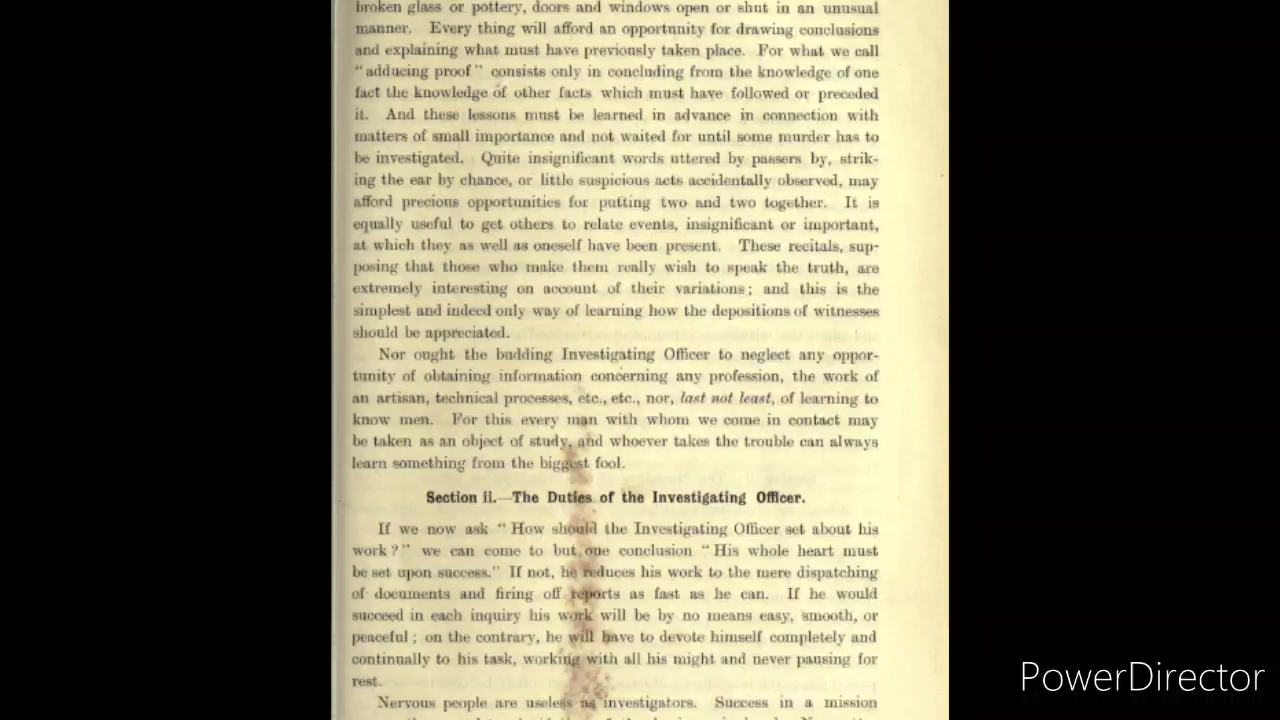 broken glass or pottery, doors and windows open or shut in an unusual
manner. Every thing will afford an opportunity for drawing conclusions
and explaining what must have previously taken place. For what we call
“adducing proof” consists only in concluding from the knowledge of one
fact the knowledge of other facts which must have followed or preceded
it. And these lessons must be learned in advance in connection with
matters of small importance and not waited for until some murder has to
be investigated. Quite insignificant words uttered by passers by, strik-
ing the ear by chance, or little suspicious acts accidentally observed, may
afford precious opportunities for putting two and two together. It is
equally useful to get others to relate events, insignificant or important,
at which they as well as oneself have been present. These recitals, sup-
posing that those who make them really wish to speak the truth, are
extremely interesting on account of their variations; and this is the
simplest and indeed only way of learning how the depositions of witnesses
should be appreciated.
Nor ought the budding Investigating Officer to neglect any oppor-
tunity of obtaining information concerning any profession, the work of
an artisan, technical processes, etc., etc., nor, last not least, of learning to
know men. For this every man with whom we come in contact may
be taken as an object of study, and whoever takes the trouble can always
learn something from the biggest fool.
Section ii.—The Duties of the Investigating Officer.
If we now ask “How should the Investigating Officer set about his
work?” we can come to but one conclusion “His whole heart must
be set upon success.” If not, he reduces his work to the mere dispatching
of documents and firing off reports as fast as he can. If he would
succeed in each inquiry his work will be by no means easy, smooth, or
peaceful; on the contrary, he will have to devote himself completely and
continually to his task, working with all his might and never pausing for
rest.
Nervous people are useless as investigators. Success in a mission
PowerDirector